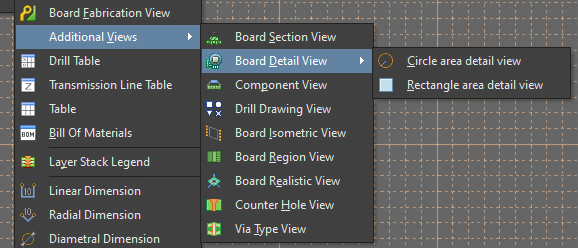 Board Fabrication View
Additional Views
Drill Table
Transmission Line Table
Table
Bill Of Materials
BOM
Layer Stack Legend
Linear Dimension
10
Radial Dimension
10
Diametral Dimension
Board Section View
Board Detail View
Component View
Drill Drawing View
Board Isometric View
Board Region View
Board Realistic View
Counter Hole View
Via Type View
Circle area detail view
Rectangle area detail view